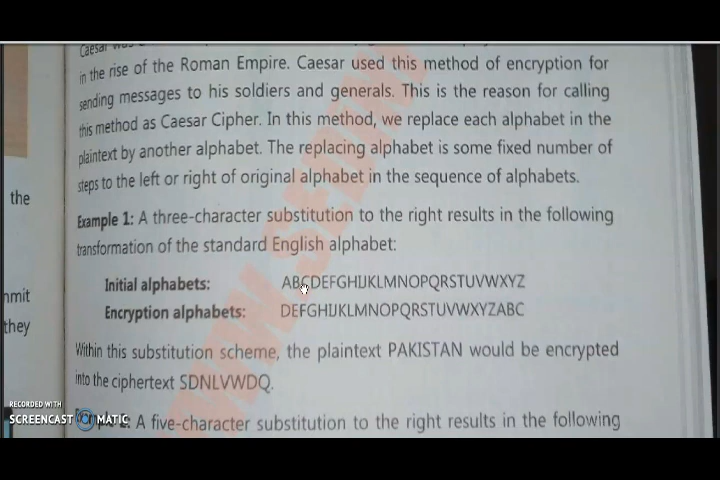 Caesar
in the rise of the Roman Empire. Caesar used this method of encryption for
sending messages to his soldiers and generals. This is the reason for calling
this method as Caesar Cipher. In this method, we replace each alphabet in the
plaintext by another alphabet. The replacing alphabet is some fixed number of
steps to the left or right of original alphabet in the sequence of alphabets.
the
Example 1: A three-character substitution to the right results in the following
transformation of the standard English alphabet:
Initial alphabets: ABCDEFGHIJKLMNOPQRSTUVWXYZ
Encryption alphabets: DEFGHIJKLMNOPQRSTUVWXYZABC
nmit
they
Within this substitution scheme, the plaintext PAKISTAN would be encrypted
into the ciphertext SDNLVWDQ.
A five-character substitution to the right results in the following
RECORDED WITH
SCREENCAST MATIC